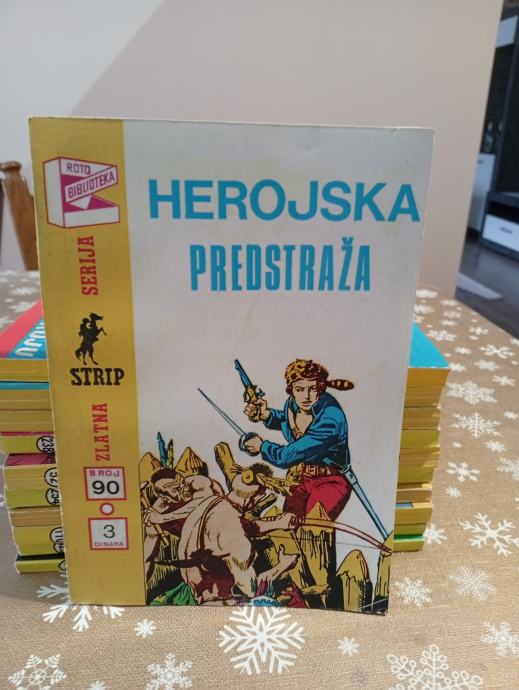 ROTO
BIBLIOTEKA
HEROJSKA
PREDSTRAŽA
ZLATNA SERIJA
STRIP
BROJ
90
3
DINARA